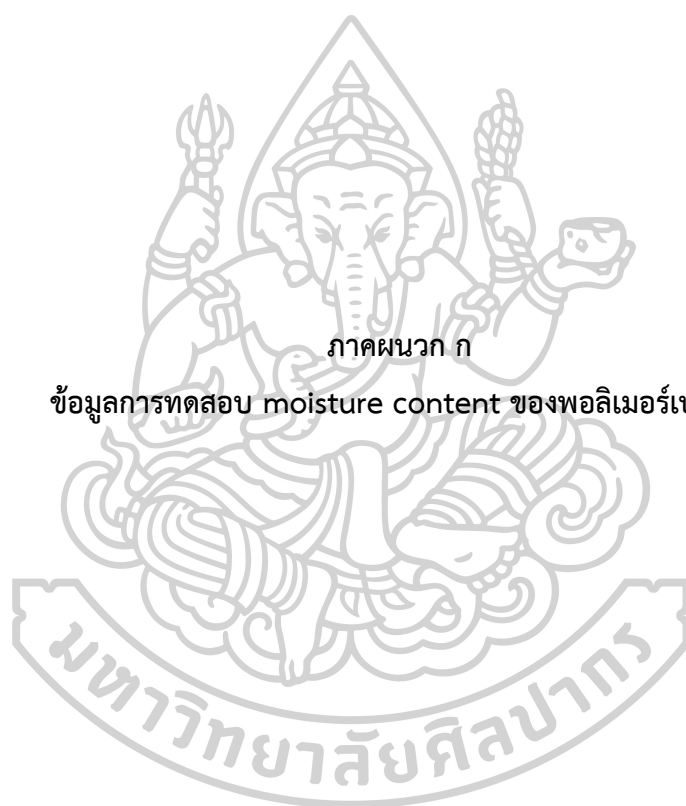 ภาคผนวก ก
ข้อมูลการทดสอบ moisture content ของพอลิเมอร์
มหาวิทยาลัยศิลปากร